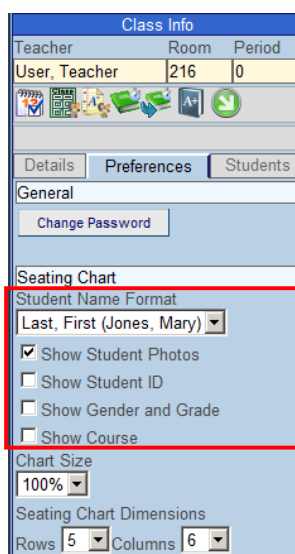 Class Info
Teacher Room Period
User, Teacher 216 0
Details Preferences Students
General
Change Password
Seating Chart
Student Name Format
Last, First (Jones, Mary)
Show Student Photos
Show Student ID
Show Gender and Grade
Show Course
Chart Size
100%
Seating Chart Dimensions
Rows 5 Columns 6